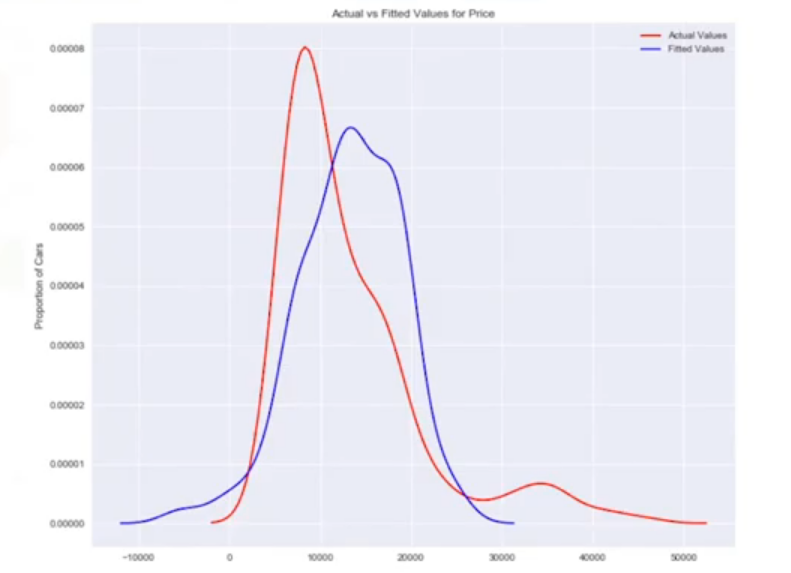 Actual vs Fitted Values for Price
Actual Values
Fitted Values
0.00008
0.00007
0.00006
0.00005
0.00004
0.00003
0.00002
0.00001
0.00000
Proportion of Cars
−10000 0 10000 20000 30000 40000 50000